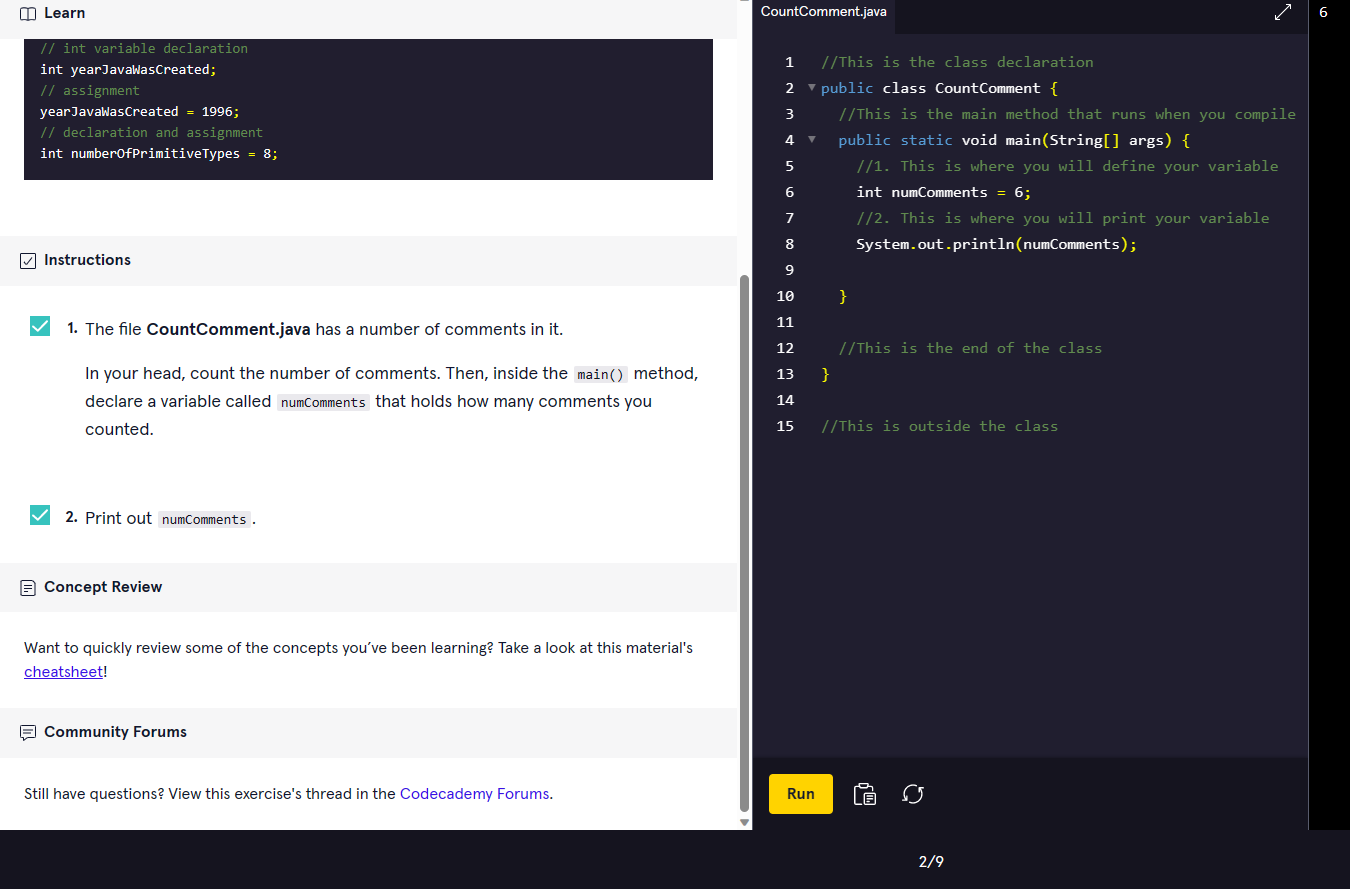 Learn
// int variable declaration
int yearJavaWasCreated;
// assignment
yearJavaWasCreated = 1996;
// declaration and assignment
int numberOfPrimitiveTypes = 8;
Instructions
1. The file CountComment.java has a number of comments in it.
In your head, count the number of comments. Then, inside the main() method,
declare a variable called numComments that holds how many comments you
counted.
2. Print out numComments.
Concept Review
Want to quickly review some of the concepts you’ve been learning? Take a look at this material's
cheatsheet!
Community Forums
Still have questions? View this exercise's thread in the Codecademy Forums.
CountComment.java
1 //This is the class declaration
2 public class CountComment {
3 //This is the main method that runs when you compile
4 public static void main(String[] args) {
5 //1. This is where you will define your variable
6 int numComments = 6;
7 //2. This is where you will print your variable
8 System.out.println(numComments);
9
10 }
11
12 //This is the end of the class
13 }
14
15 //This is outside the class
Run
6
2/9